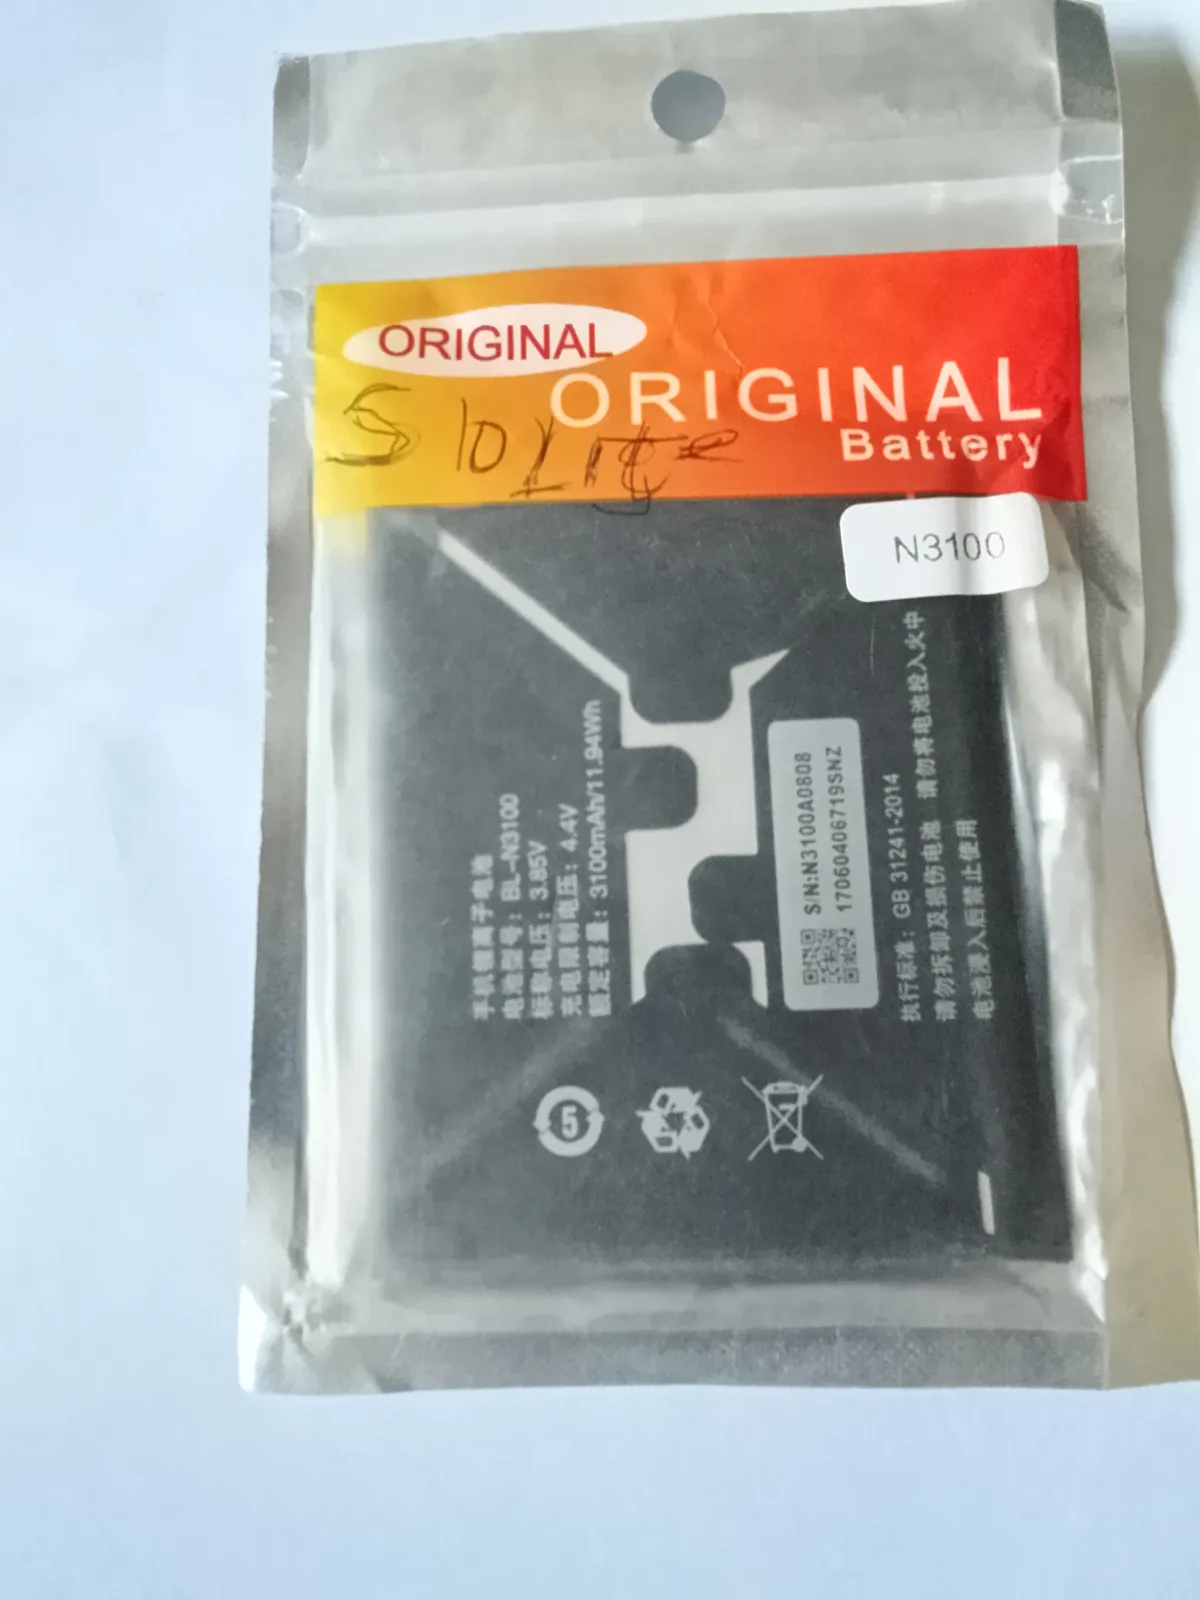 ORIGINAL
ORIGINAL
Battery
S10 Lite
N3100
手机锂离子电池
电池型号：BL-N3100
标称电压：3.85V
充电限制电压：4.4V
额定容量：3100mAh/11.94Wh
S/N:N3100A0808
17060406719SNZ
执行标准：GB 31241-2014
请勿拆卸及损伤电池 请勿将电池投入火中
电池浸入后禁止使用
5